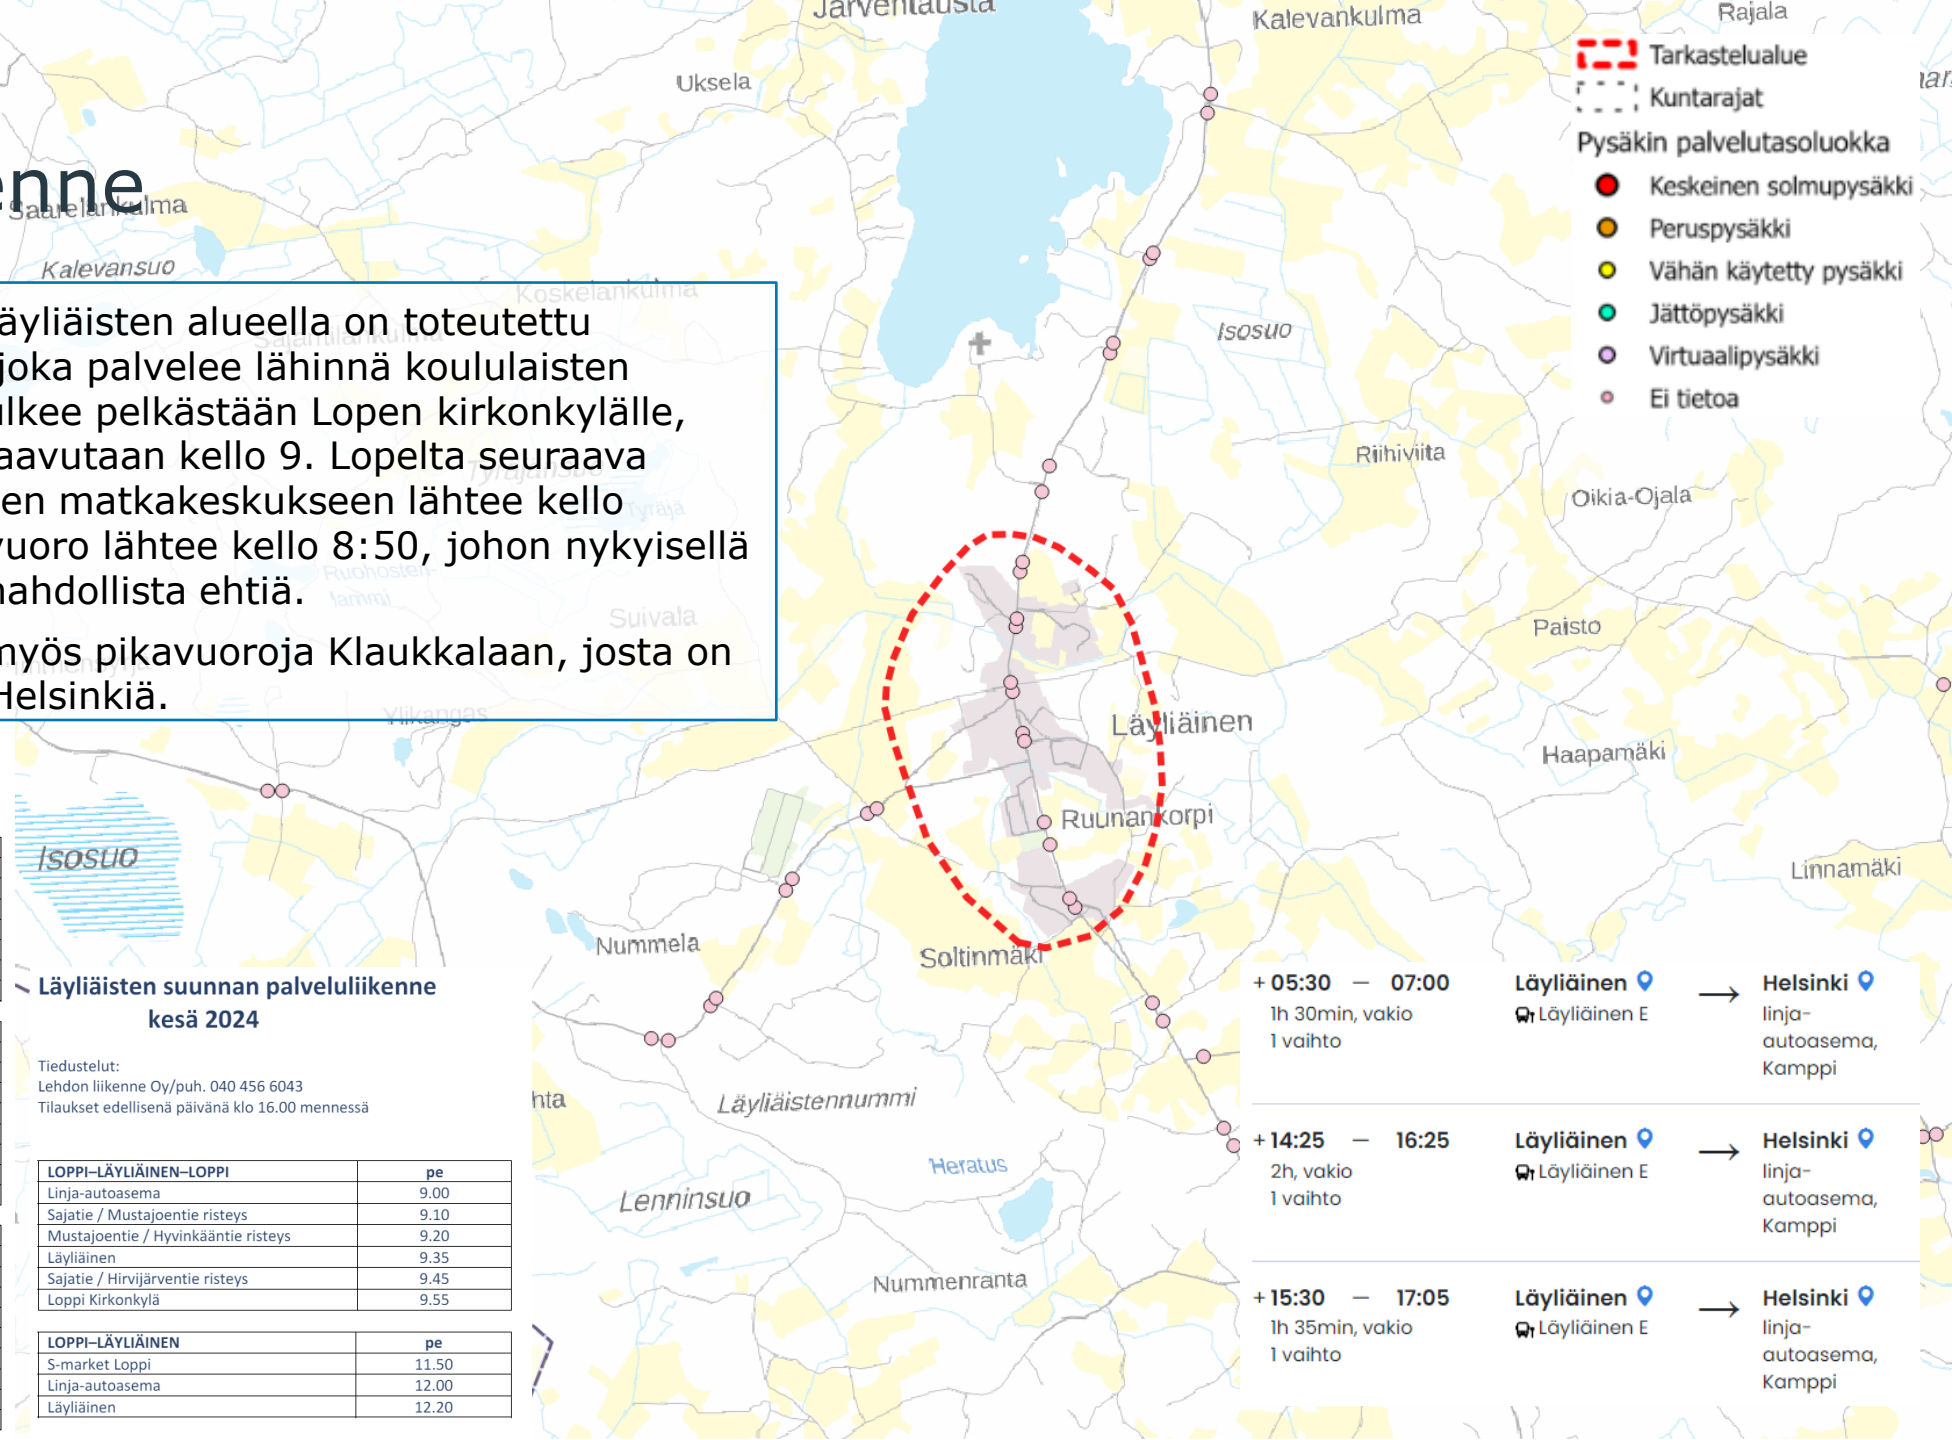 Järventausta
Kalevankulma
Rajala
Uksela
Tarkastelualue
Kuntarajat
Pysäkin palvelutasoluokka
Keskeinen solmupysäkki
Peruspysäkki
Vähän käytetty pysäkki
Jättöpysäkki
Virtuaalipysäkki
Ei tietoa
enne
Saarelankulma
Kalevansuo
Koskelankulma
äyliäisten alueella on toteutettu
joka palvelee lähinnä koululaisten
ulkee pelkästään Lopen kirkonkylälle,
aavutaan kello 9. Lopelta seuraava
en matkakeskukseen lähtee kello
vuoro lähtee kello 8:50, johon nykyisellä
nahdollista ehtiä.
myös pikavuoroja Klaukkalaan, josta on
Helsinkiä.
Tyräjä
Suivala
Ylikangas
Isosuo
Riihiviita
Oikia-Ojala
Paisto
Läyliäinen
Haapamäki
Ruunankorpi
Linnamäki
Isosuo
Nummela
Soltinmäki
hta
Läyliäistennummi
Heratus
Lenninsuo
Nummenranta
Läyliäisten suunnan palveluliikenne
kesä 2024
Tiedustelut:
Lehdon liikenne Oy/puh. 040 456 6043
Tilaukset edellisenä päivänä klo 16.00 mennessä
LOPPI–LÄYLIÄINEN–LOPPI pe
Linja-autoasema 9.00
Sajatie / Mustajoentie risteys 9.10
Mustajoentie / Hyvinkääntie risteys 9.20
Läyliäinen 9.35
Sajatie / Hirvijärventie risteys 9.45
Loppi Kirkonkylä 9.55
LOPPI–LÄYLIÄINEN pe
S-market Loppi 11.50
Linja-autoasema 12.00
Läyliäinen 12.20
+ 05:30 — 07:00 Läyliäinen → Helsinki
1h 30min, vakio Läyliäinen E linja-
1 vaihto autoasema,
Kamppi
+ 14:25 — 16:25 Läyliäinen → Helsinki
2h, vakio Läyliäinen E linja-
1 vaihto autoasema,
Kamppi
+ 15:30 — 17:05 Läyliäinen → Helsinki
1h 35min, vakio Läyliäinen E linja-
1 vaihto autoasema,
Kamppi